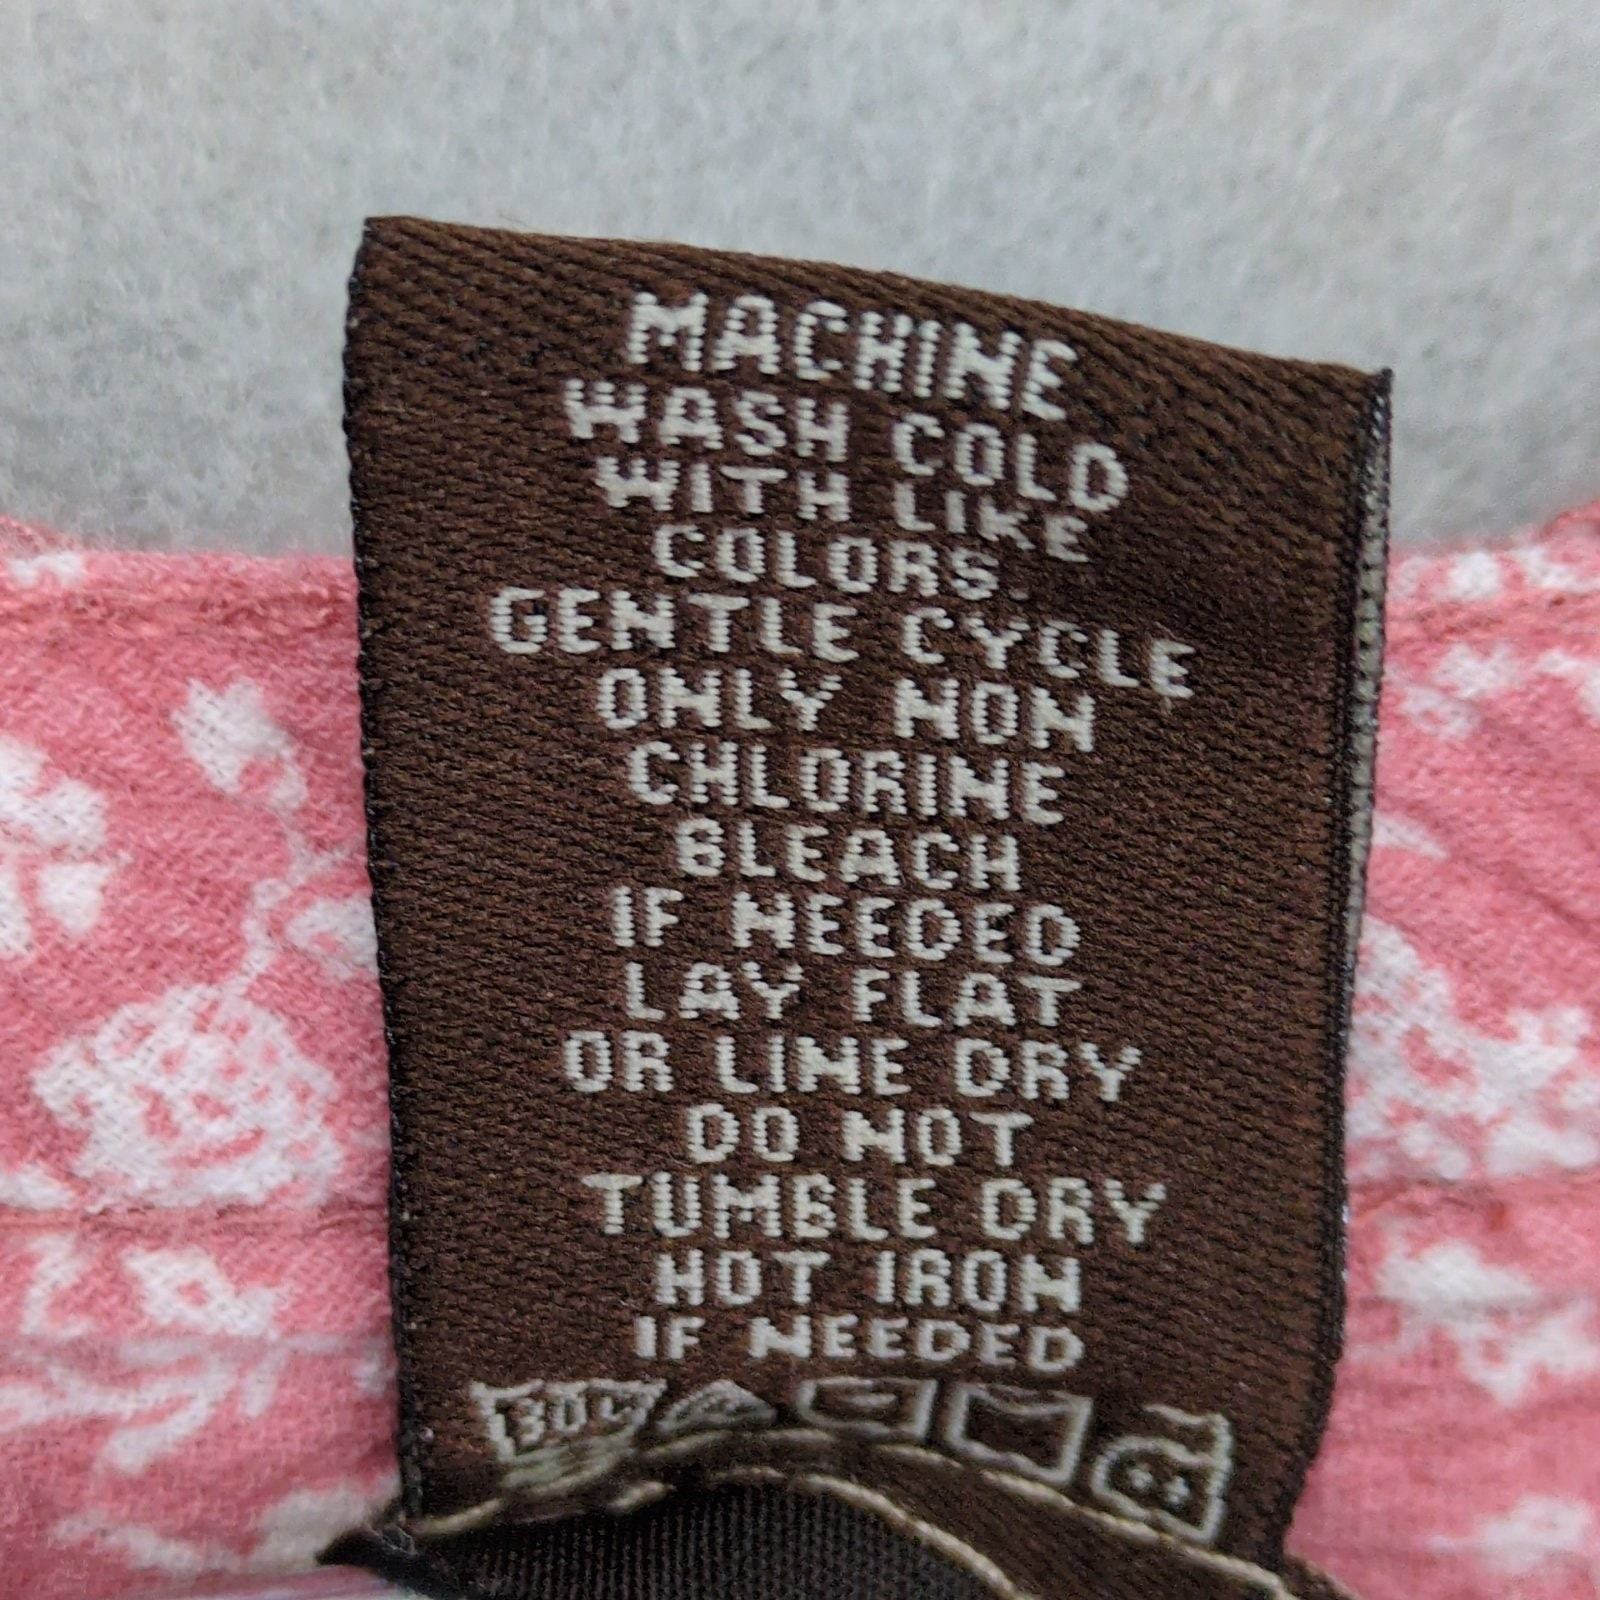 MACHINE
WASH COLD
WITH LIKE
COLORS.
GENTLE CYCLE
ONLY NON
CHLORINE
BLEACH
IF NEEDED
LAY FLAT
OR LINE DRY
DO NOT
TUMBLE DRY
HOT IRON
IF NEEDED
30C